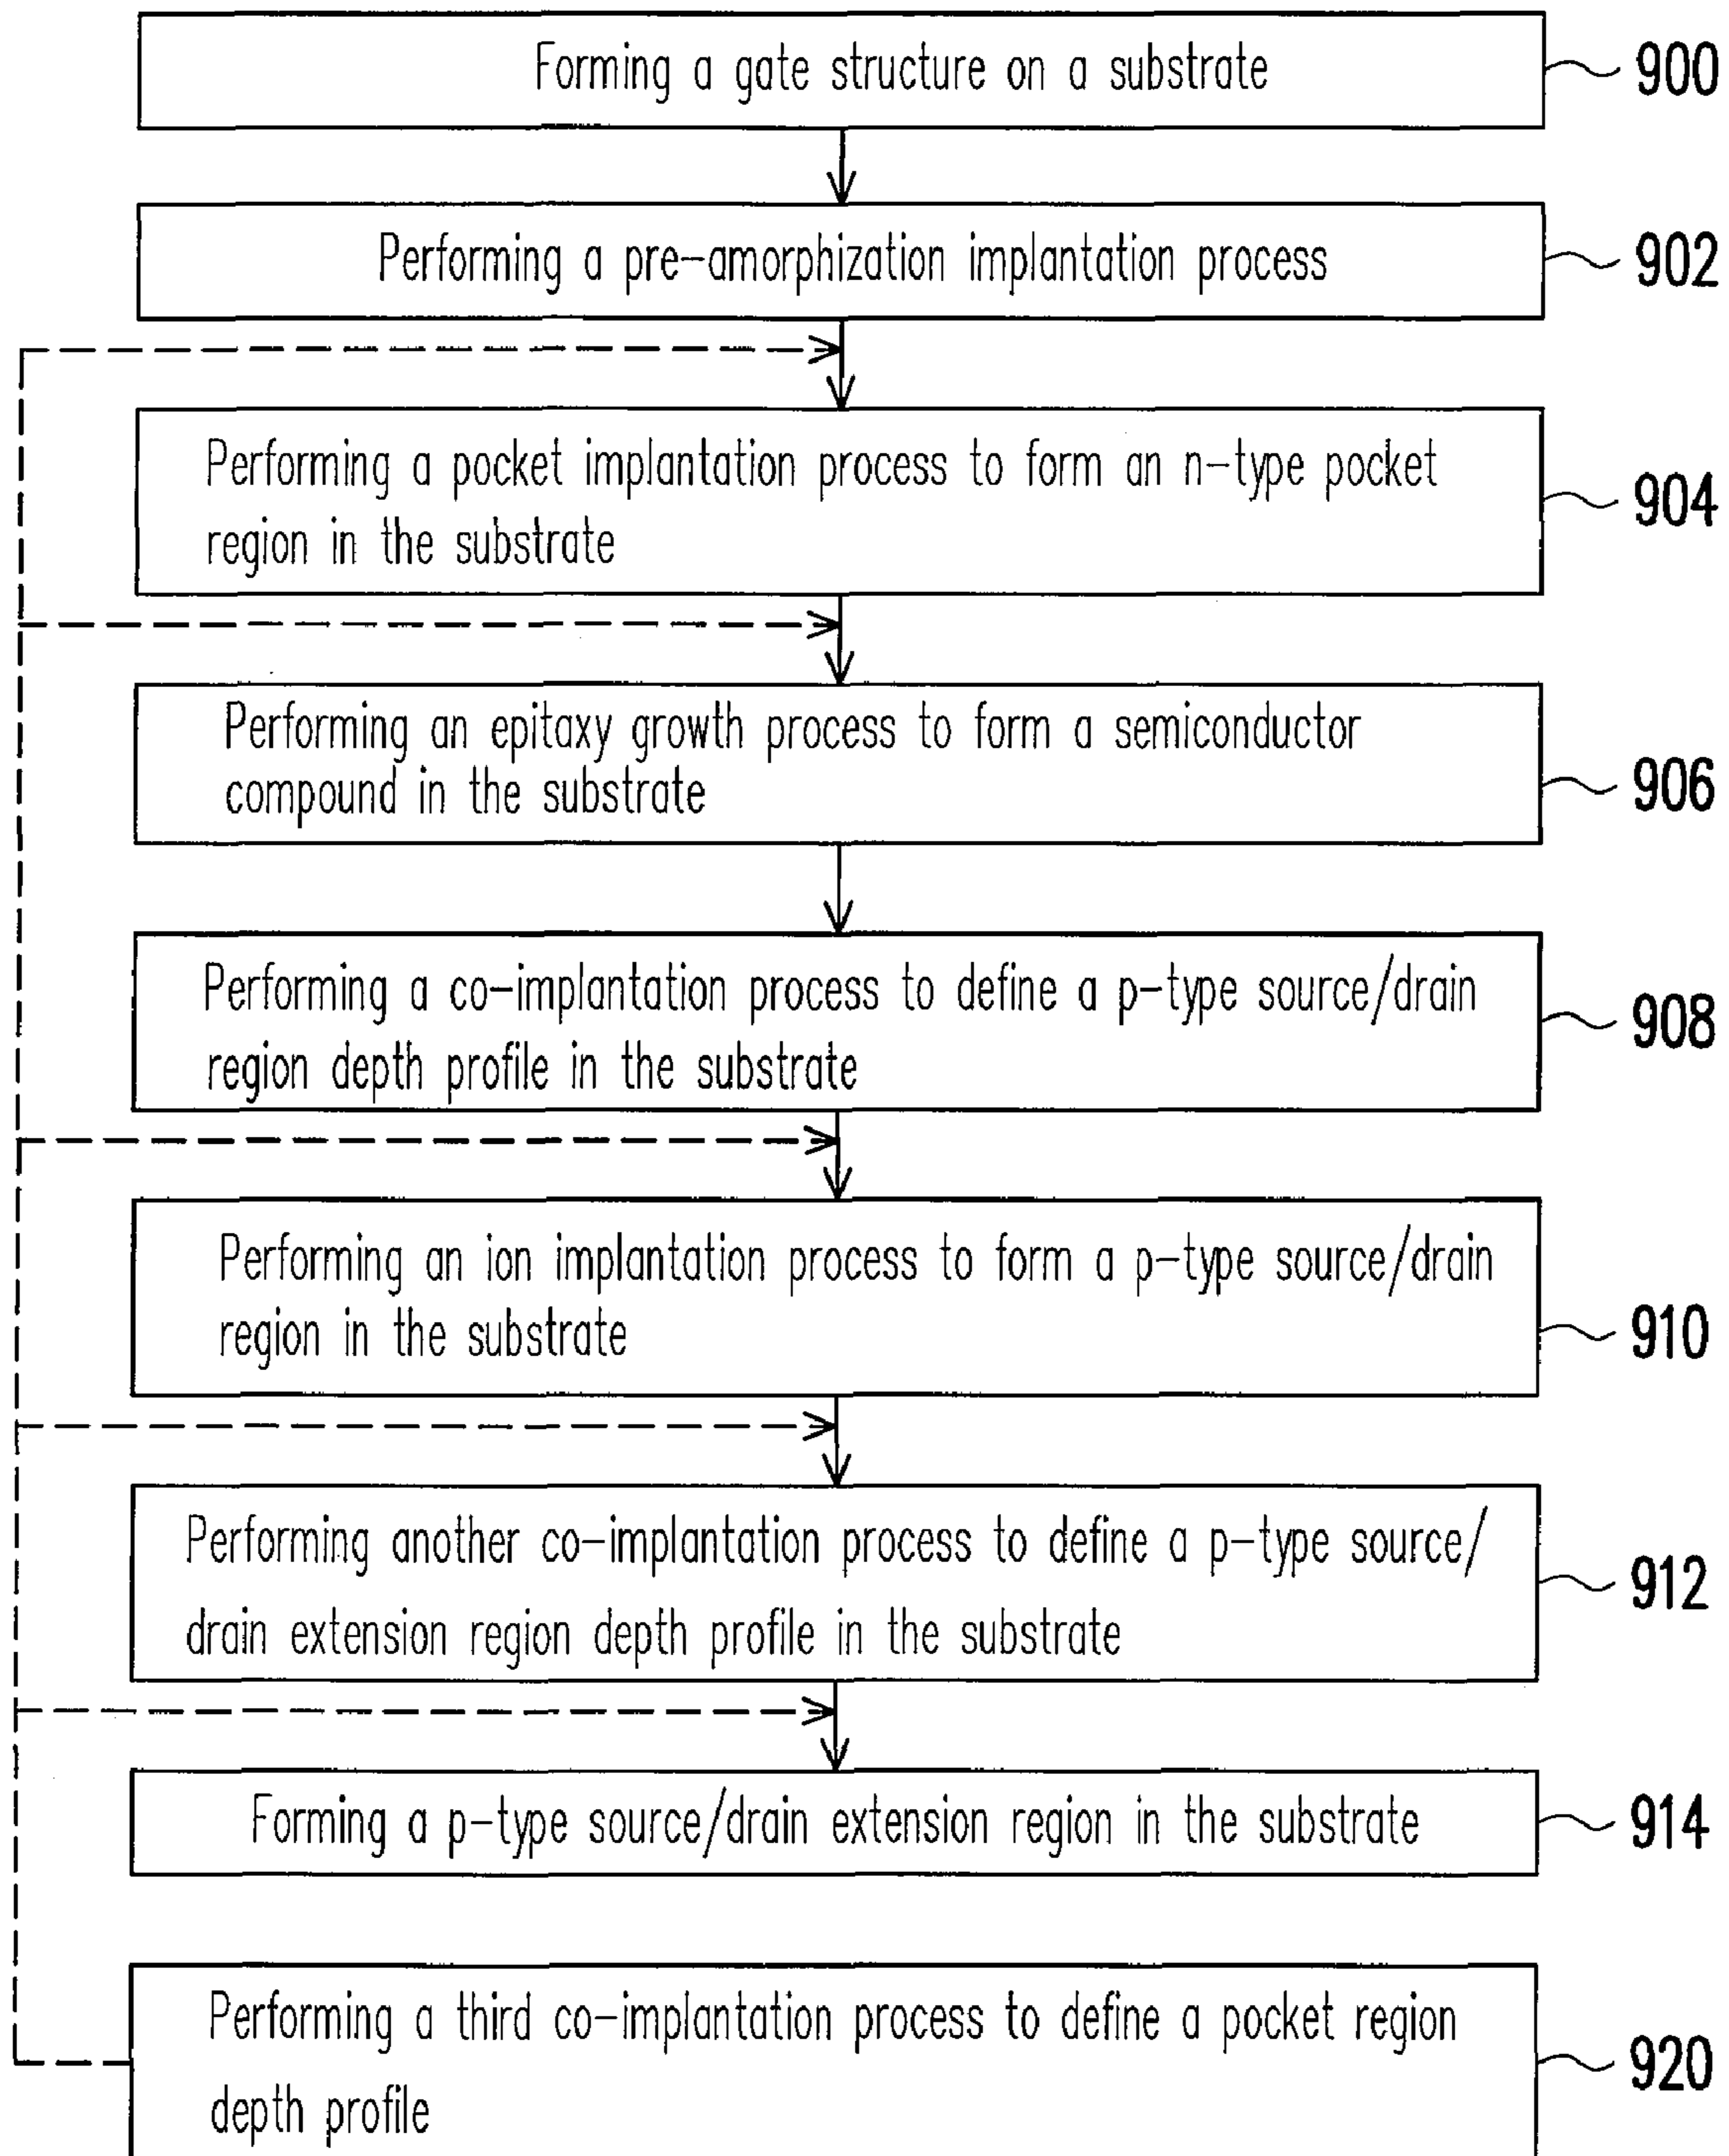 Forming a gate structure on a substrate
900
Performing a pre-amorphization implantation process
902
Performing a pocket implantation process to form an n-type pocket
region in the substrate
904
Performing an epitaxy growth process to form a semiconductor
compound in the substrate
906
Performing a co-implantation process to define a p-type source/drain
region depth profile in the substrate
908
Performing an ion implantation process to form a p-type source/drain
region in the substrate
910
Performing another co-implantation process to define a p-type source/
drain extension region depth profile in the substrate
912
Forming a p-type source/drain extension region in the substrate
914
Performing a third co-implantation process to define a pocket region
depth profile
920